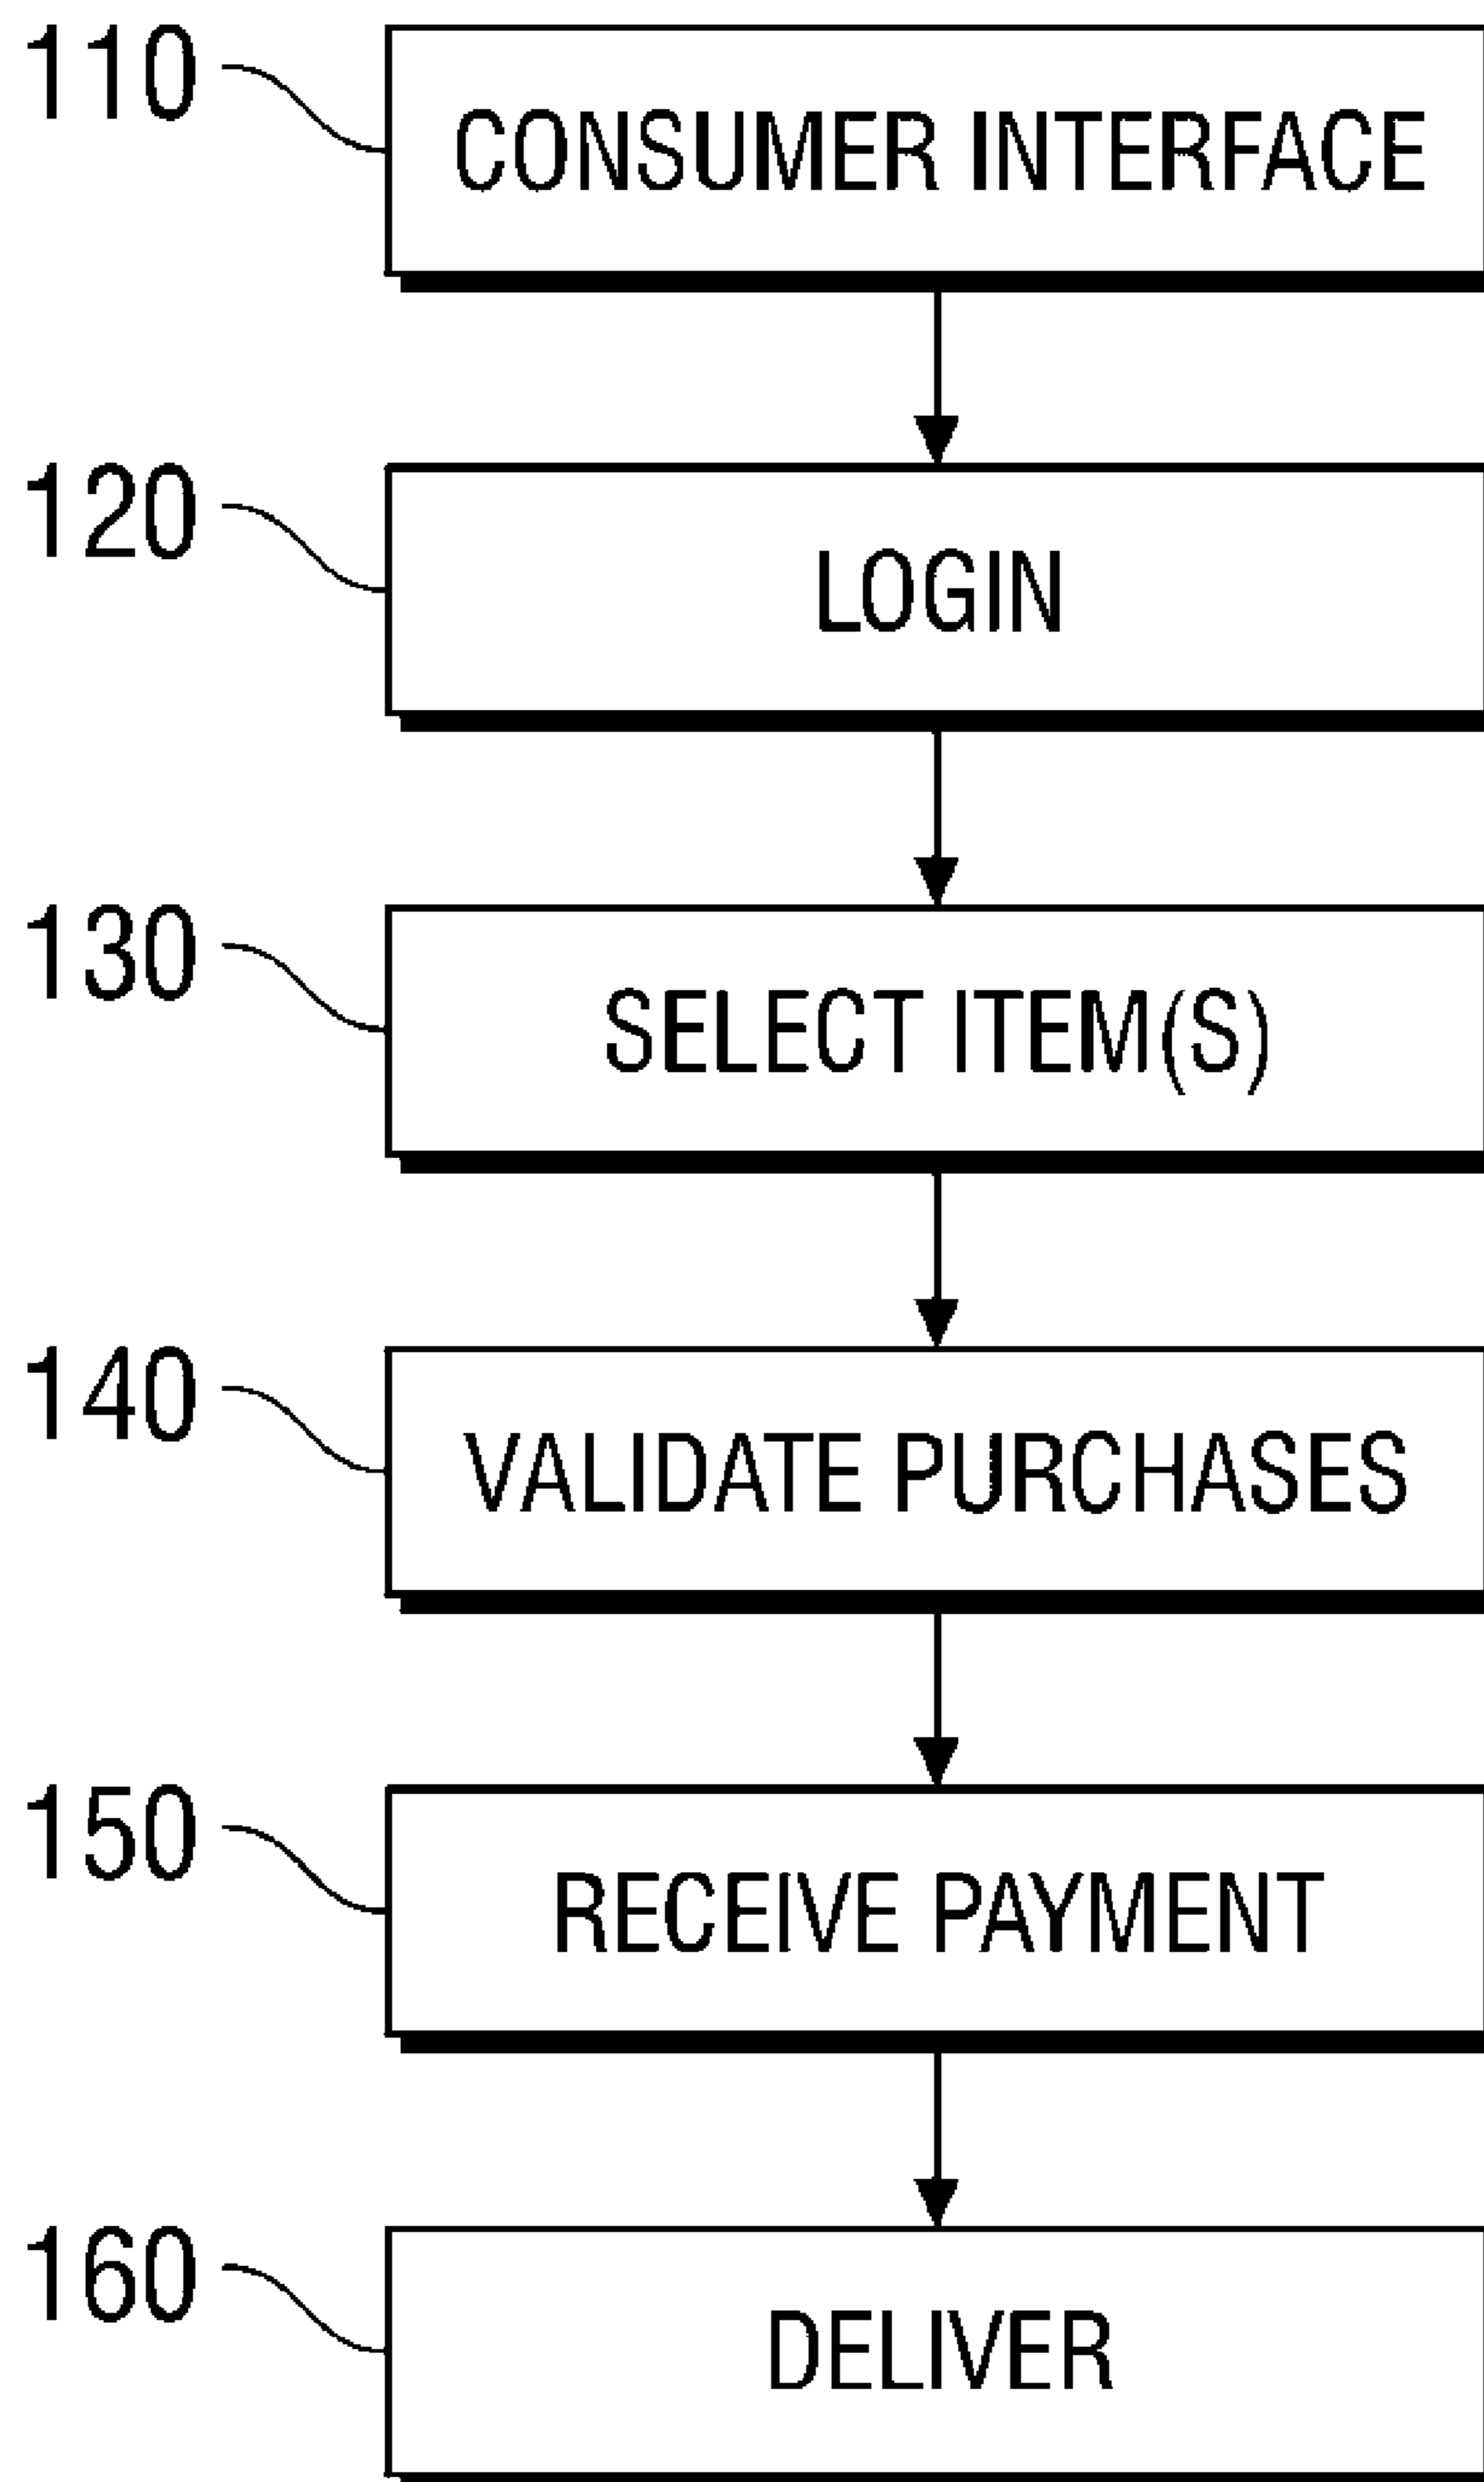 110
CONSUMER INTERFACE
120
LOGIN
130
SELECT ITEM(S)
140
VALIDATE PURCHASES
150
RECEIVE PAYMENT
160
DELIVER